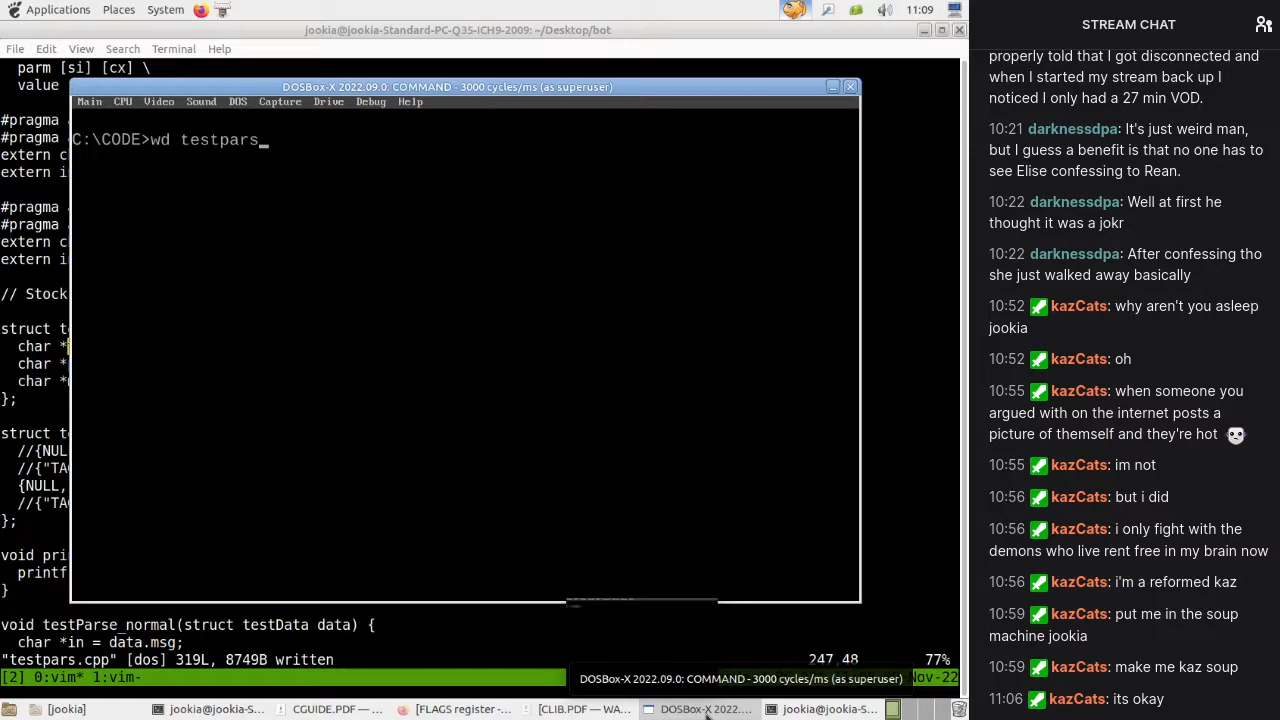 Applications Places System 11:09
jookia@jookia-Standard-PC-Q35-ICH9-2009: ~/Desktop/bot
File Edit View Search Terminal Help
parm [si] [cx] \
value
DOSBox-X 2022.09.0: COMMAND - 3000 cycles/ms (as superuser)
Main CPU Video Sound DOS Capture Drive Debug Help
C:\CODE>wd testpars_
#pragma
#pragma
extern c
extern i
#pragma
#pragma
extern c
extern i
// Stock
struct t
char *
char *
char *
};
struct t
//{NULL
//{"TA
{NULL,
//{"TA
};
void pri
printf
}
void testParse_normal(struct testData data) {
char *in = data.msg;
"testpars.cpp" [dos] 319L, 8749B written 247,48 77%
[2] 0:vim* 1:vim- Nov-22
DOSBox-X 2022.09.0: COMMAND - 3000 cycles/ms (as superuser)
[jookia] jookia@jookia-S... CGUIDE.PDF — ... [FLAGS register -... [CLIB.PDF — WA... DOSBox-X 2022.... jookia@jookia-S...
STREAM CHAT
properly told that I got disconnected and
when I started my stream back up I
noticed I only had a 27 min VOD.
10:21 darknessdpa: It's just weird man,
but I guess a benefit is that no one has to
see Elise confessing to Rean.
10:22 darknessdpa: Well at first he
thought it was a jokr
10:22 darknessdpa: After confessing tho
she just walked away basically
10:52 kazCats: why aren't you asleep
jookia
10:52 kazCats: oh
10:55 kazCats: when someone you
argued with on the internet posts a
picture of themself and they're hot
10:55 kazCats: im not
10:56 kazCats: but i did
10:56 kazCats: i only fight with the
demons who live rent free in my brain now
10:56 kazCats: i'm a reformed kaz
10:59 kazCats: put me in the soup
machine jookia
10:59 kazCats: make me kaz soup
11:06 kazCats: its okay